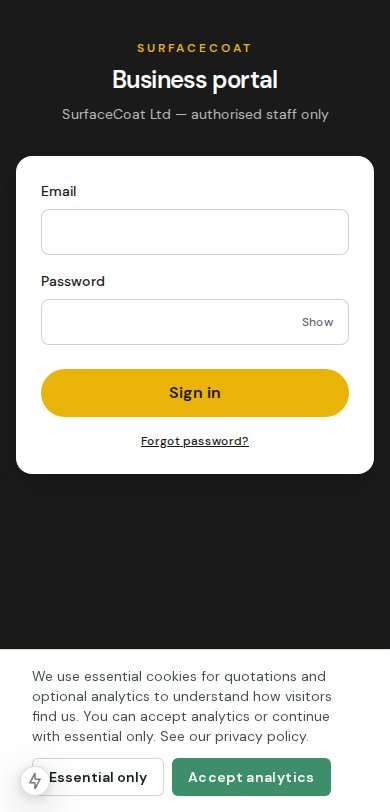 SURFACECOAT
Business portal
SurfaceCoat Ltd — authorised staff only
Email
Password
Show
Sign in
Forgot password?
We use essential cookies for quotations and
optional analytics to understand how visitors
find us. You can accept analytics or continue
with essential only. See our privacy policy.
Essential only
Accept analytics